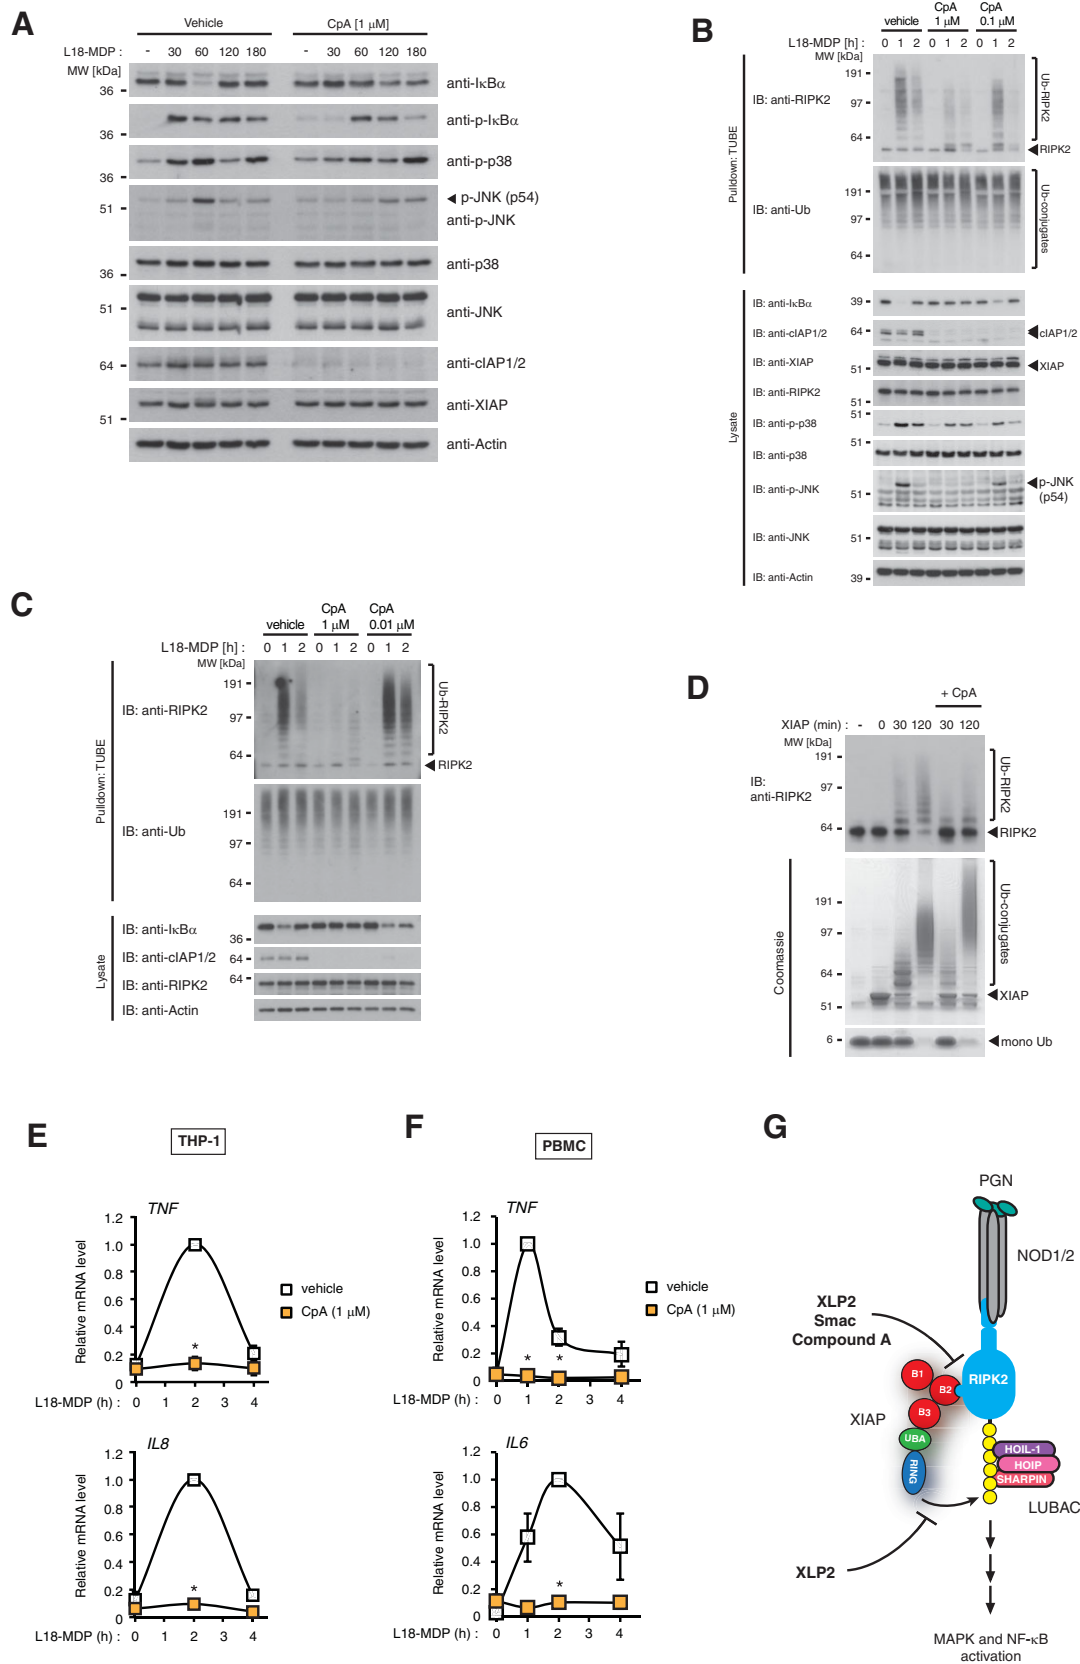 A
Vehicle
CpA [1 µM]
L18-MDP : - 30 60 120 180 - 30 60 120 180
MW [kDa]
36
anti-IκBα
36
anti-p-IκBα
36
anti-p-p38
51
p-JNK (p54)
anti-p-JNK
36
anti-p38
51
anti-JNK
64
anti-cIAP1/2
51
anti-XIAP
anti-Actin
B
vehicle
CpA
1 µM
CpA
0.1 µM
L18-MDP [h] : 0 1 2 0 1 2 0 1 2
MW [kDa]
Pulldown: TUBE
IB: anti-RIPK2
191
97
64
Ub-RIPK2
RIPK2
IB: anti-Ub
191
97
64
Ub-conjugates
Lysate
IB: anti-IκBα
39
IB: anti-cIAP1/2
64
cIAP1/2
IB: anti-XIAP
51
XIAP
IB: anti-RIPK2
51
IB: anti-p-p38
51
IB: anti-p38
51
IB: anti-p-JNK
51
p-JNK
(p54)
IB: anti-JNK
51
IB: anti-Actin
39
C
vehicle
CpA
1 µM
CpA
0.01 µM
L18-MDP [h] : 0 1 2 0 1 2 0 1 2
MW [kDa]
Pulldown: TUBE
IB: anti-RIPK2
191
97
64
Ub-RIPK2
RIPK2
IB: anti-Ub
191
97
64
Lysate
IB: anti-IκBα
36
IB: anti-cIAP1/2
64
IB: anti-RIPK2
64
IB: anti-Actin
D
+ CpA
XIAP (min) : - 0 30 120 30 120
MW [kDa]
IB:
anti-RIPK2
191
97
64
Ub-RIPK2
RIPK2
Coomassie
191
97
64
51
Ub-conjugates
XIAP
6
mono Ub
E
THP-1
TNF
Relative mRNA level
1.2
1.0
0.8
0.6
0.4
0.2
0
*
vehicle
CpA (1 µM)
L18-MDP (h) : 0 1 2 3 4
IL8
Relative mRNA level
1.2
1.0
0.8
0.6
0.4
0.2
0
*
L18-MDP (h) : 0 1 2 3 4
F
PBMC
TNF
Relative mRNA level
1.2
1.0
0.8
0.6
0.4
0.2
0
* *
vehicle
CpA (1 µM)
L18-MDP (h) : 0 1 2 3 4
IL6
Relative mRNA level
1.2
1.0
0.8
0.6
0.4
0.2
0
*
L18-MDP (h) : 0 1 2 3 4
G
PGN
NOD1/2
XLP2
Smac
Compound A
RIPK2
B1
B2
B3
XIAP
UBA
RING
HOIL-1
HOIP
SHARPIN
LUBAC
XLP2
MAPK and NF-κB
activation